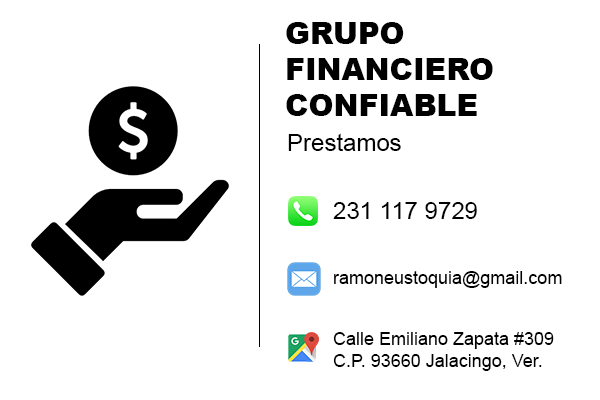 GRUPO
FINANCIERO
CONFIABLE
Prestamos
$
231 117 9729
ramoneustoquia@gmail.com
G
Calle Emiliano Zapata #309
C.P. 93660 Jalacingo, Ver.